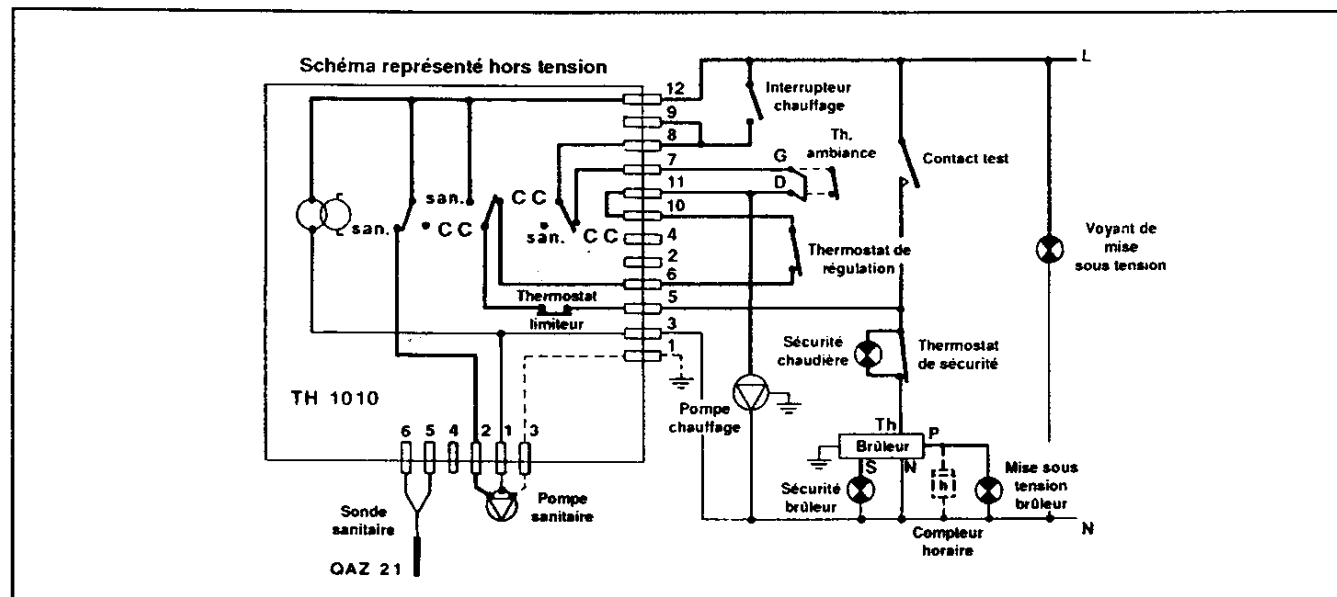 Schéma représenté hors tension
L
12
9
8
7
11
10
4
2
6
5
3
1
Interrupteur
chauffage
Th.
ambiance
G
D
Contact test
Voyant de
mise
sous tension
san.
C C
san.
C C
san.
C C
Thermostat de
régulation
Thermostat
limiteur
Sécurité
chaudière
Thermostat
de sécurité
TH 1010
Pompe
chauffage
Th
P
Brûleur
S
N
h
6
5
4
2
1
3
Sécurité
brûleur
Mise sous
tension
brûleur
Pompe
sanitaire
Sonde
sanitaire
Compteur
horaire
N
QAZ 21